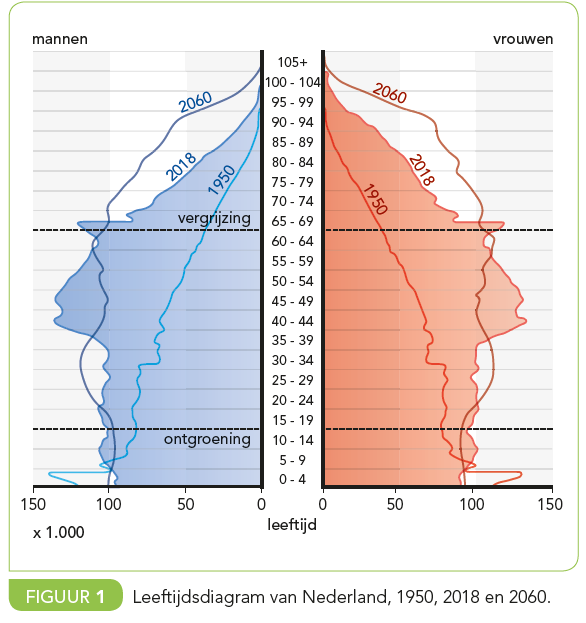 mannen
vrouwen
105+
100 - 104
95 - 99
90 - 94
85 - 89
80 - 84
75 - 79
70 - 74
65 - 69
60 - 64
55 - 59
50 - 54
45 - 49
40 - 44
35 - 39
30 - 34
25 - 29
20 - 24
15 - 19
10 - 14
5 - 9
0 - 4
2060
2018
1950
vergrijzing
ontgroening
2060
2018
1950
150 100 50 0
0 50 100 150
leeftijd
x 1.000
FIGUUR 1 Leeftijdsdiagram van Nederland, 1950, 2018 en 2060.